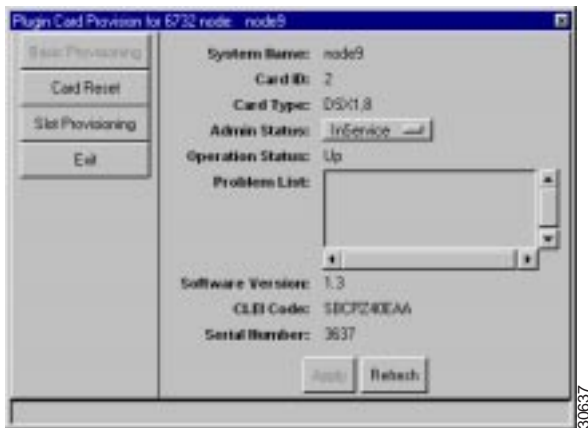 Plugin Card Provision for 6732 node: node9
Basic Provisioning
Card Reset
Slot Provisioning
Exit
System Name: node9
Card ID: 2
Card Type: DSX1,8
Admin Status: InService
Operation Status: Up
Problem List:
Software Version: 1.3
CLEI Code:
Serial Number: 3637
Apply
Refresh
30637